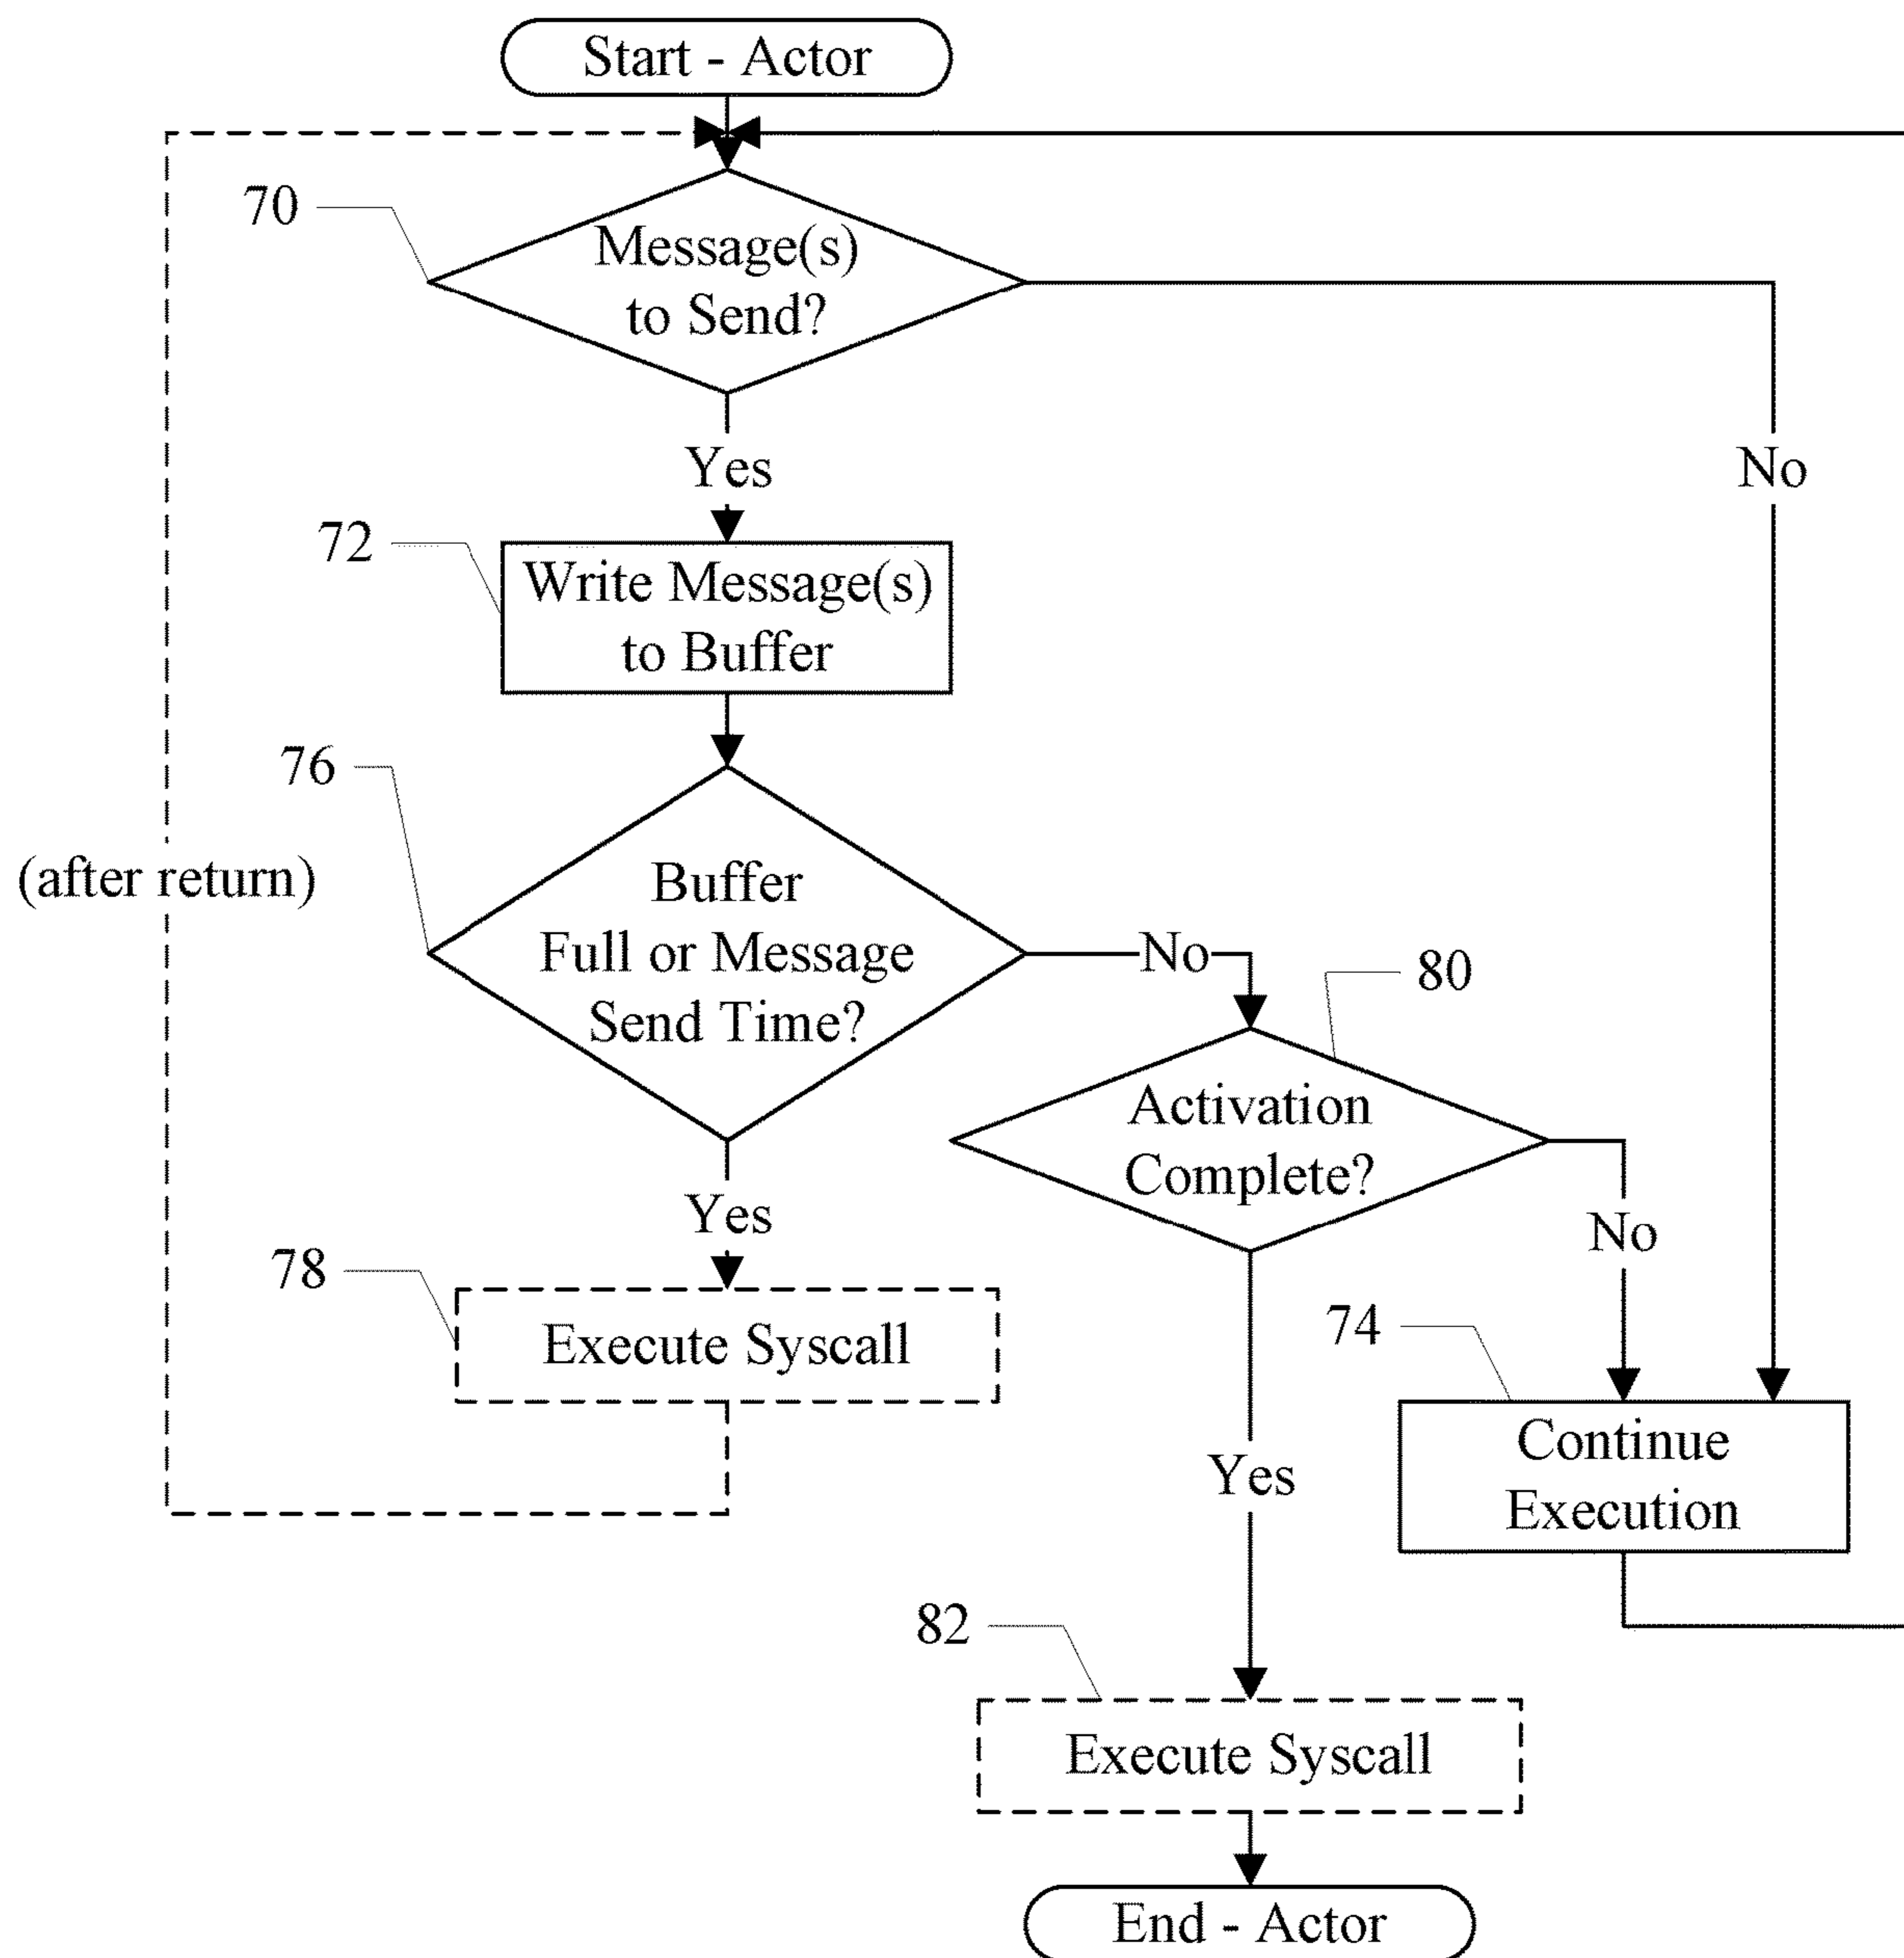 Start - Actor
70
Message(s)
to Send?
Yes
No
72
Write Message(s)
to Buffer
76
(after return)
Buffer
Full or Message
Send Time?
No
80
Activation
Complete?
Yes
No
78
Execute Syscall
74
Continue
Execution
Yes
82
Execute Syscall
End - Actor